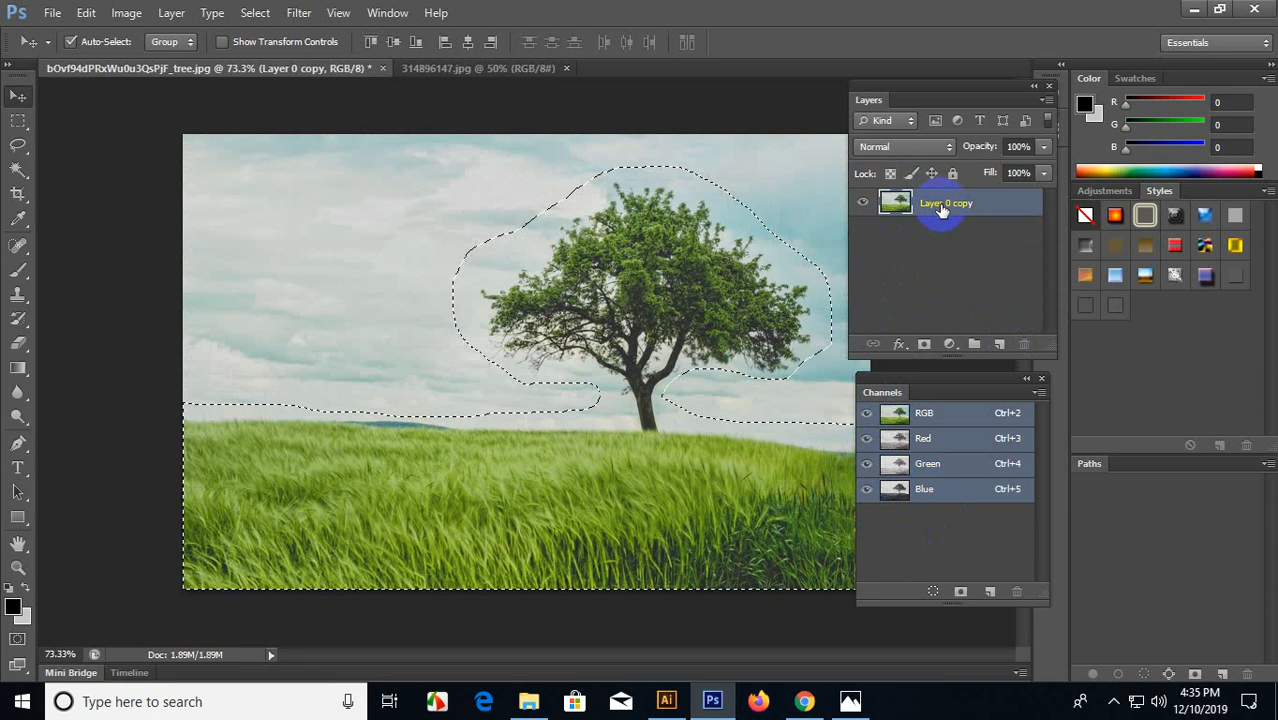 Ps File Edit Image Layer Type Select Filter View Window Help
Auto-Select: Group Show Transform Controls Essentials
bOvf94dPRxWu0u3QsPjF_tree.jpg @ 73.3% (Layer 0 copy, RGB/8) * × 314896147.jpg @ 50% (RGB/8#) ×
Layers
Kind
Normal Opacity: 100%
Lock: Fill: 100%
Layer 0 copy
Channels
RGB Ctrl+2
Red Ctrl+3
Green Ctrl+4
Blue Ctrl+5
Color Swatches
R 0
G 0
B 0
Adjustments Styles
Paths
73.33% Doc: 1.89M/1.89M
Mini Bridge Timeline
Type here to search
Ai Ps
4:35 PM
12/10/2019